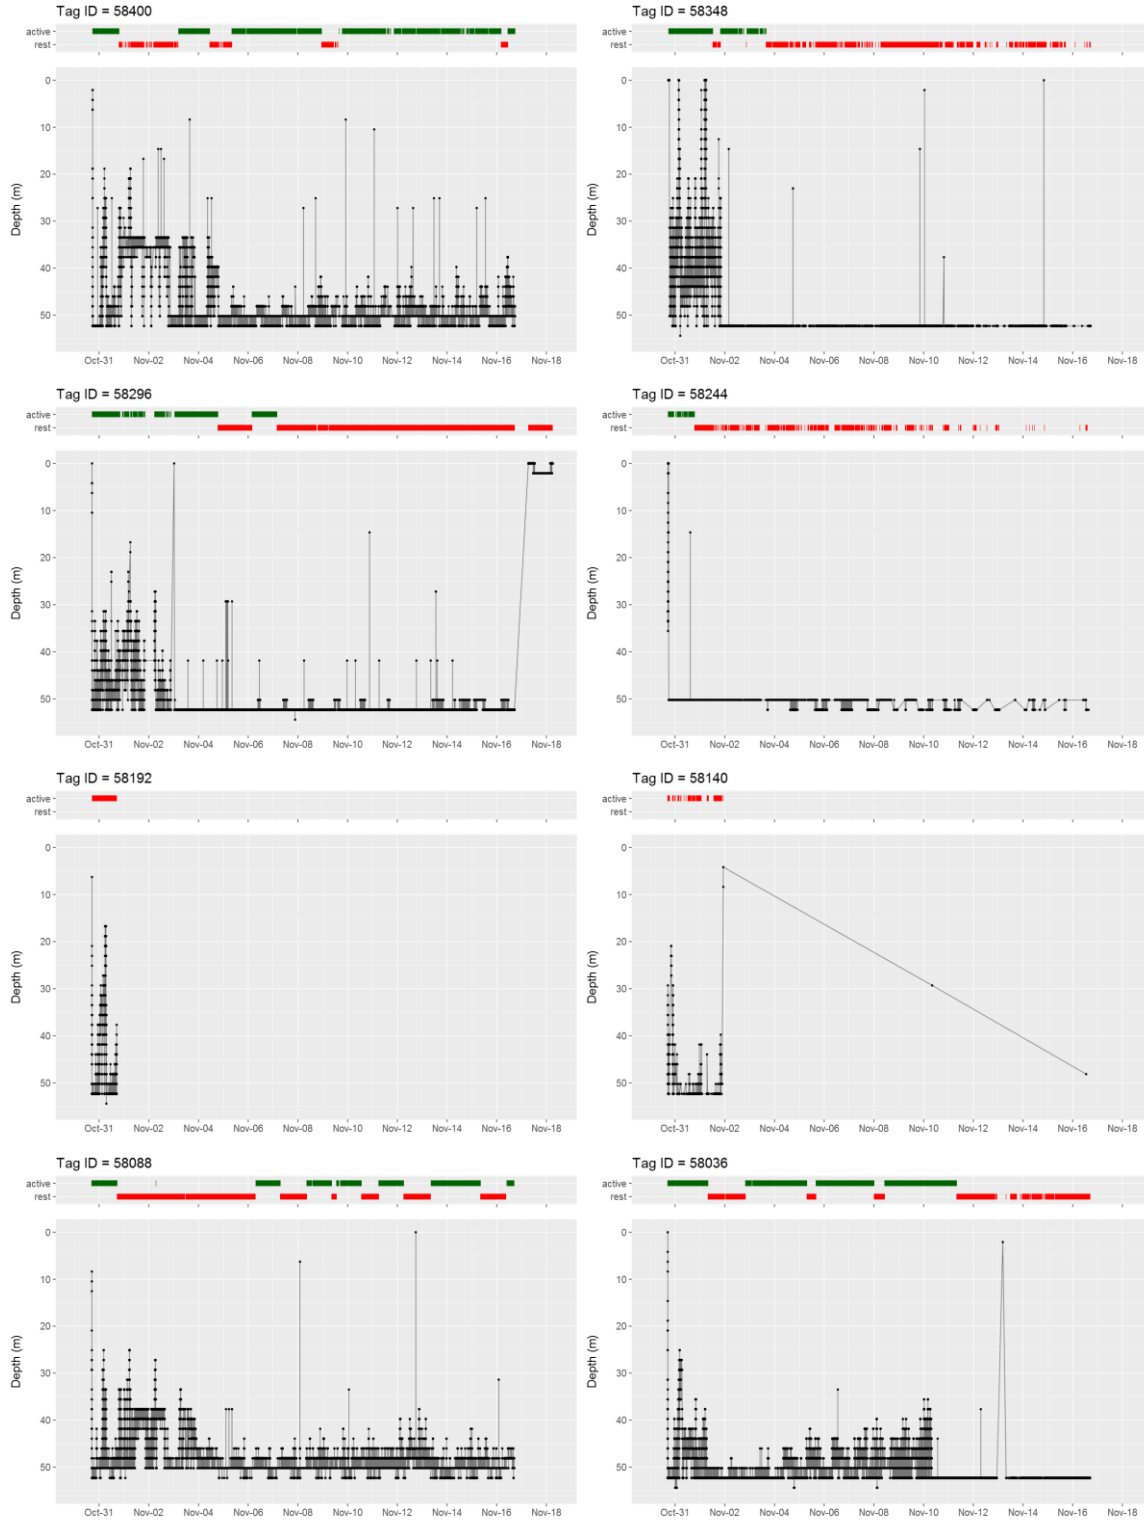 Tag ID = 58400
active
rest
0
10
20
30
40
50
Depth (m)
Oct-31 Nov-02 Nov-04 Nov-06 Nov-08 Nov-10 Nov-12 Nov-14 Nov-16 Nov-18
Tag ID = 58348
active
rest
0
10
20
30
40
50
Depth (m)
Oct-31 Nov-02 Nov-04 Nov-06 Nov-08 Nov-10 Nov-12 Nov-14 Nov-16 Nov-18
Tag ID = 58296
active
rest
0
10
20
30
40
50
Depth (m)
Oct-31 Nov-02 Nov-04 Nov-06 Nov-08 Nov-10 Nov-12 Nov-14 Nov-16 Nov-18
Tag ID = 58244
active
rest
0
10
20
30
40
50
Depth (m)
Oct-31 Nov-02 Nov-04 Nov-06 Nov-08 Nov-10 Nov-12 Nov-14 Nov-16 Nov-18
Tag ID = 58192
active
rest
0
10
20
30
40
50
Depth (m)
Oct-31 Nov-02 Nov-04 Nov-06 Nov-08 Nov-10 Nov-12 Nov-14 Nov-16 Nov-18
Tag ID = 58140
active
rest
0
10
20
30
40
50
Depth (m)
Oct-31 Nov-02 Nov-04 Nov-06 Nov-08 Nov-10 Nov-12 Nov-14 Nov-16 Nov-18
Tag ID = 58088
active
rest
0
10
20
30
40
50
Depth (m)
Oct-31 Nov-02 Nov-04 Nov-06 Nov-08 Nov-10 Nov-12 Nov-14 Nov-16 Nov-18
Tag ID = 58036
active
rest
0
10
20
30
40
50
Depth (m)
Oct-31 Nov-02 Nov-04 Nov-06 Nov-08 Nov-10 Nov-12 Nov-14 Nov-16 Nov-18